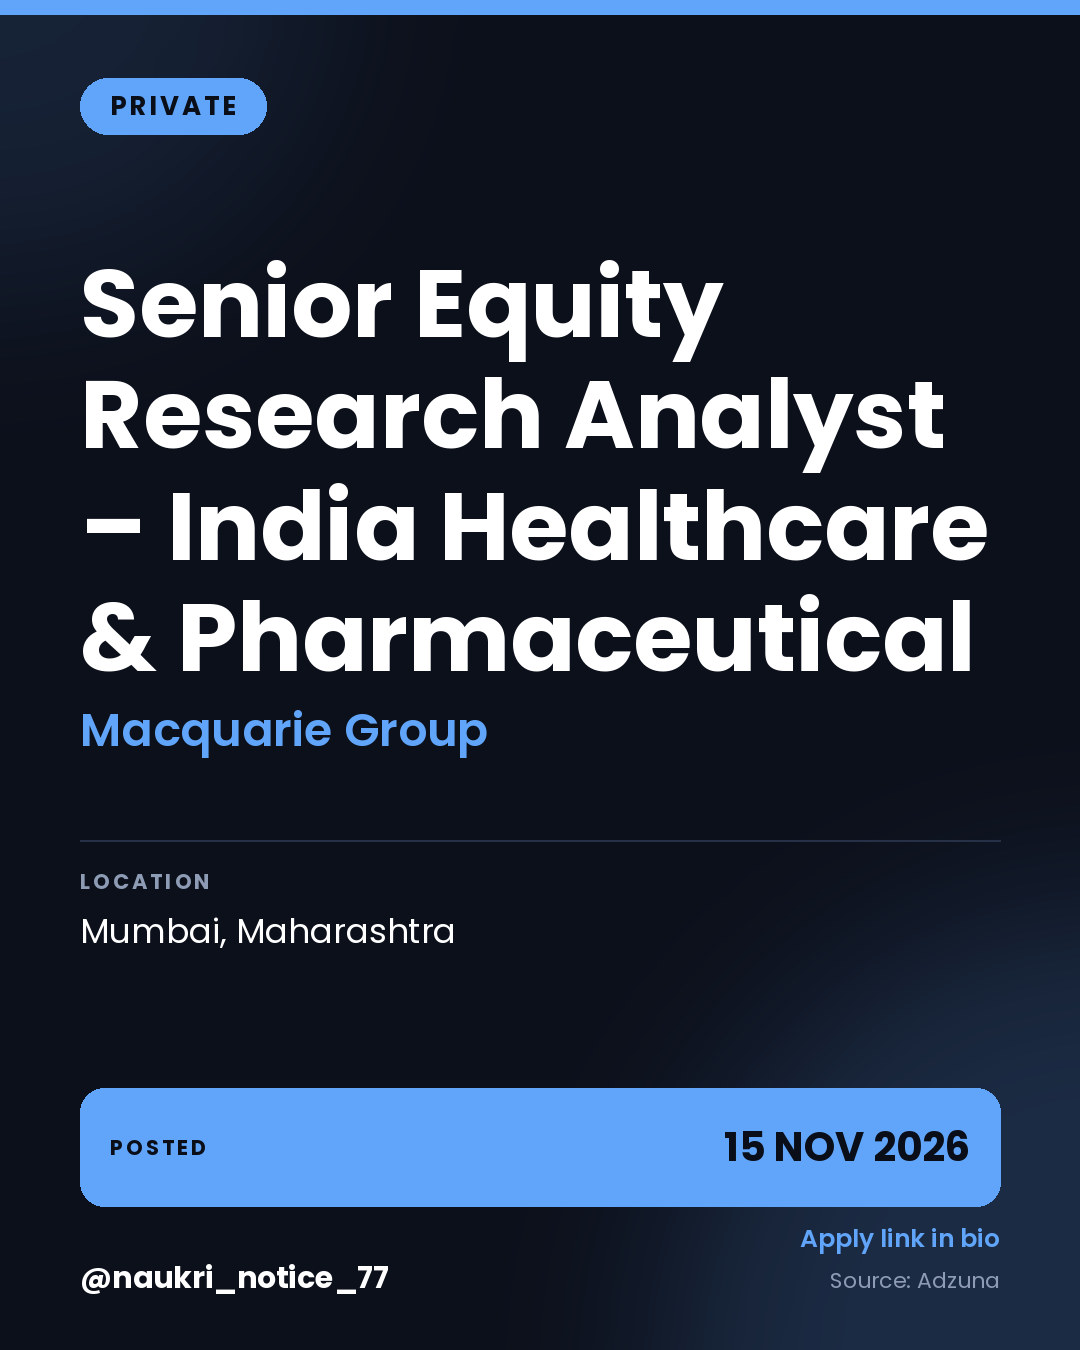 PRIVATE
Senior Equity
Research Analyst
– India Healthcare
& Pharmaceutical
Macquarie Group
LOCATION
Mumbai, Maharashtra
POSTED
15 NOV 2026
Apply link in bio
@naukri_notice_77
Source: Adzuna